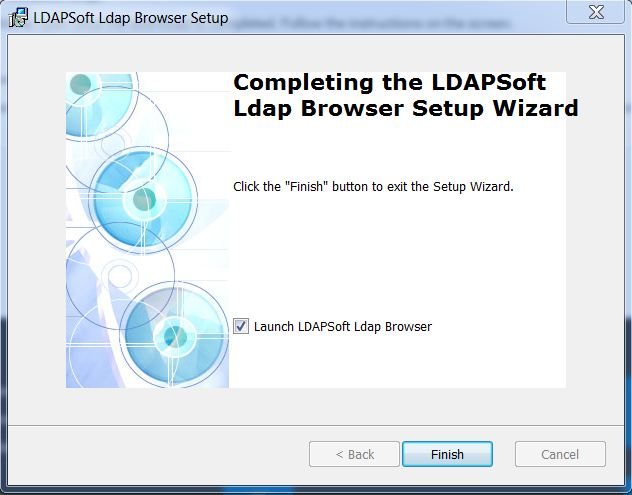 LDAPSoft Ldap Browser Setup
Completing the LDAPSoft
Ldap Browser Setup Wizard
Click the "Finish" button to exit the Setup Wizard.
Launch LDAPSoft Ldap Browser
< Back
Finish
Cancel